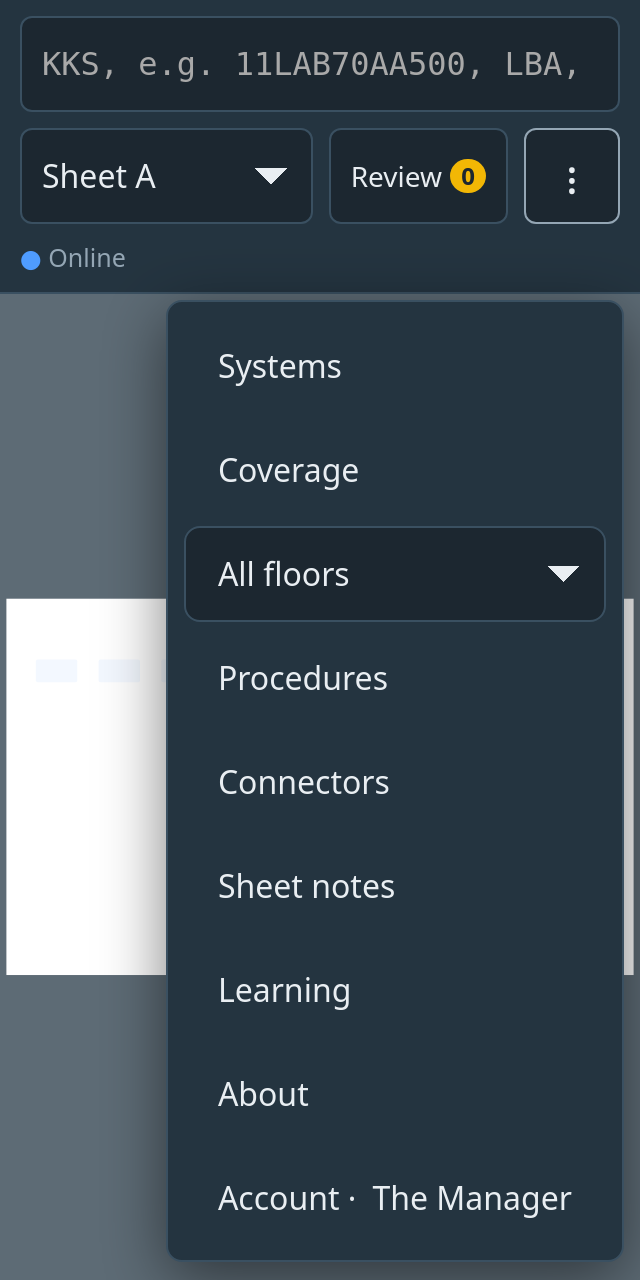 KKS, e.g. 11LAB70AA500, LBA,
Sheet A
Review 0
Online
Systems
Coverage
All floors
Procedures
Connectors
Sheet notes
Learning
About
Account · The Manager